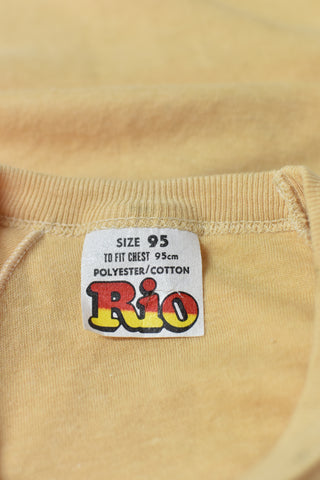 SIZE 95
TO FIT CHEST 95cm
POLYESTER/COTTON
Rio